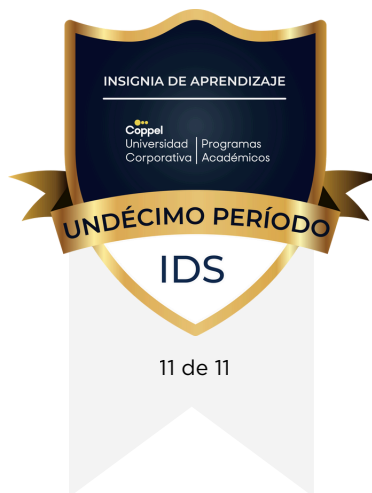 INSIGNIA DE APRENDIZAJE
Coppel
Universidad | Programas
Corporativa | Académicos
UNDÉCIMO PERÍODO
IDS
11 de 11